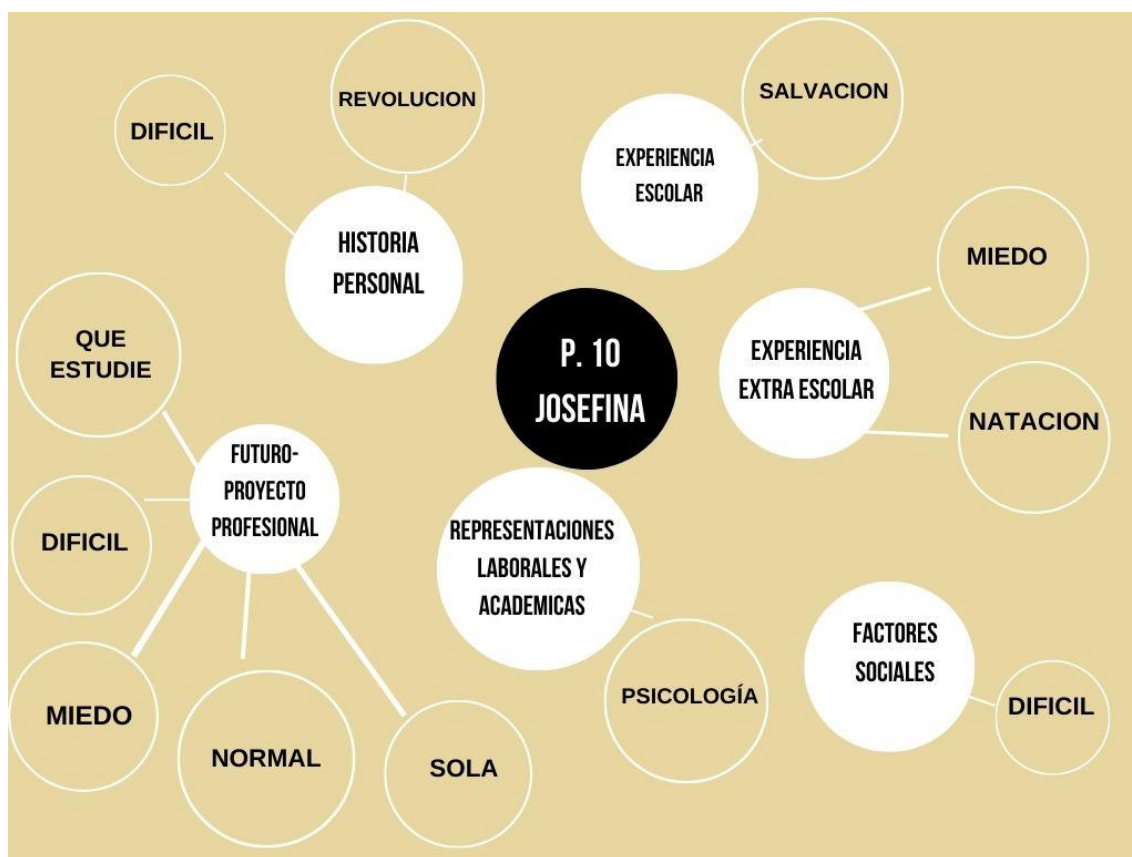 REVOLUCION
DIFICIL
HISTORIA
PERSONAL
SALVACION
EXPERIENCIA
ESCOLAR
MIEDO
EXPERIENCIA
EXTRA ESCOLAR
NATACION
P. 10
JOSEFINA
QUE
ESTUDIE
FUTURO-
PROYECTO
PROFESIONAL
DIFICIL
MIEDO
NORMAL
SOLA
REPRESENTACIONES
LABORALES Y
ACADEMICAS
PSICOLOGÍA
FACTORES
SOCIALES
DIFICIL